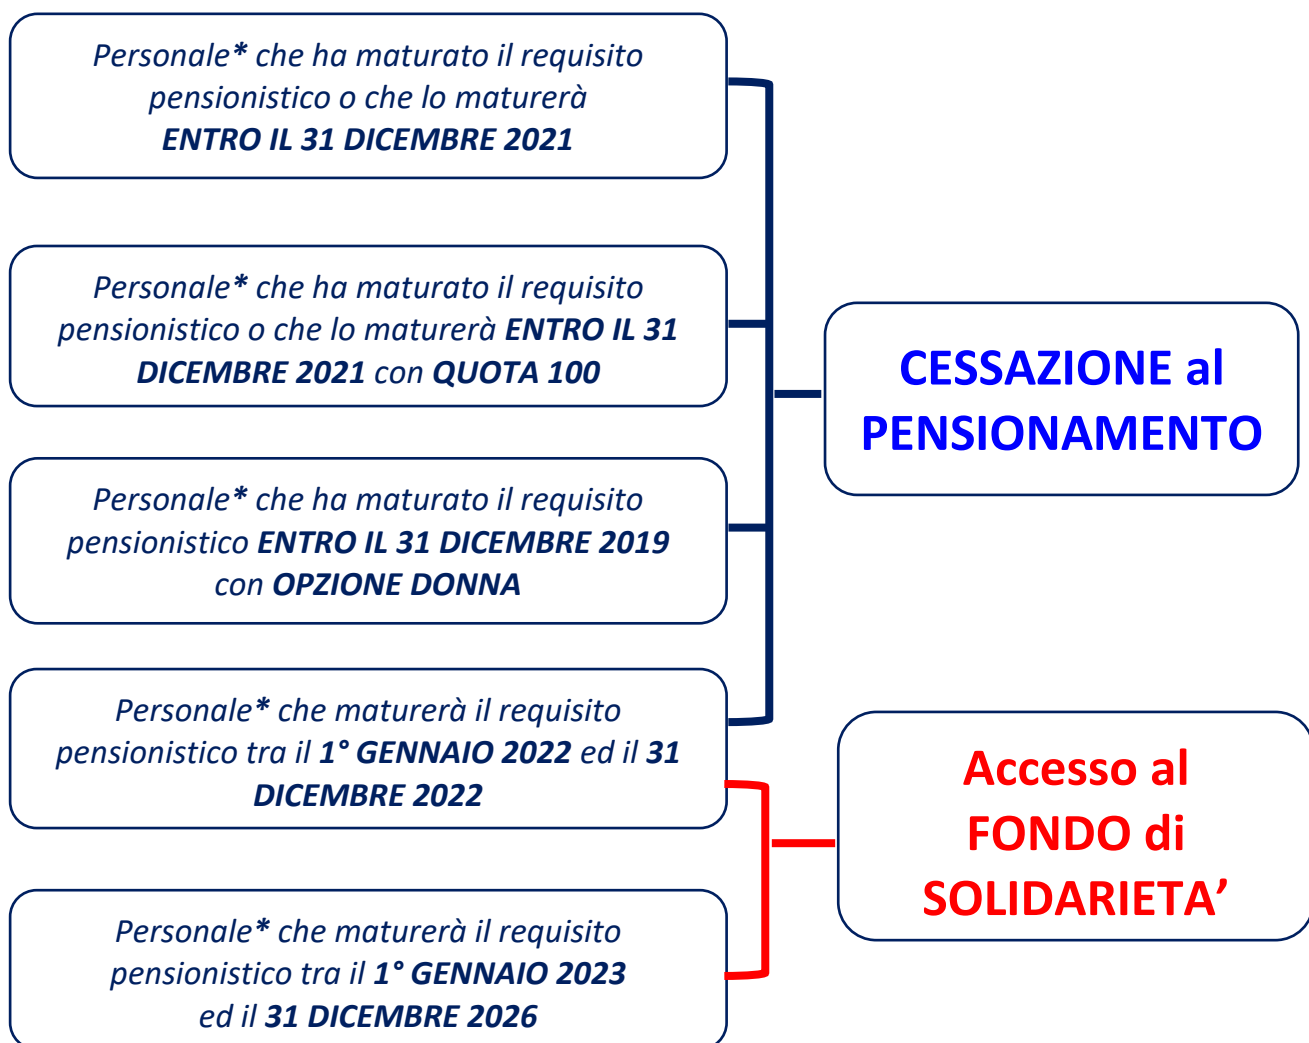 Personale* che ha maturato il requisito
pensionistico o che lo maturerà
ENTRO IL 31 DICEMBRE 2021
Personale* che ha maturato il requisito
pensionistico o che lo maturerà ENTRO IL 31
DICEMBRE 2021 con QUOTA 100
Personale* che ha maturato il requisito
pensionistico ENTRO IL 31 DICEMBRE 2019
con OPZIONE DONNA
Personale* che maturerà il requisito
pensionistico tra il 1° GENNAIO 2022 ed il 31
DICEMBRE 2022
Personale* che maturerà il requisito
pensionistico tra il 1° GENNAIO 2023
ed il 31 DICEMBRE 2026
CESSAZIONE al
PENSIONAMENTO
Accesso al
FONDO di
SOLIDARIETA’